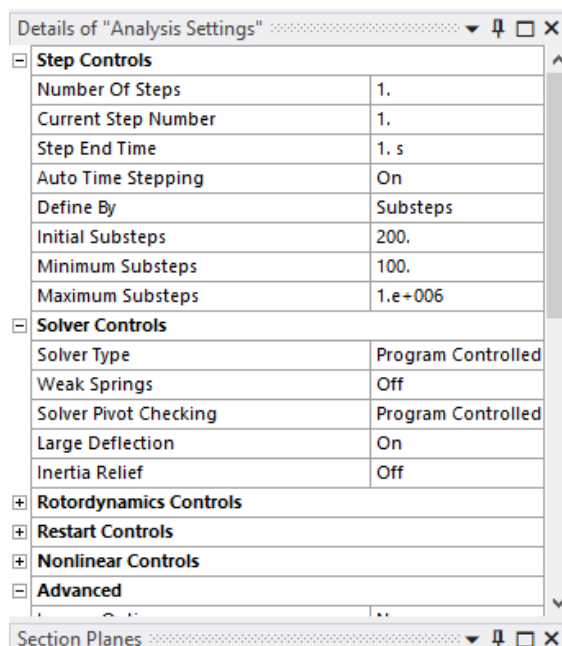 Details of "Analysis Settings"
Step Controls
Number Of Steps 1.
Current Step Number 1.
Step End Time 1. s
Auto Time Stepping On
Define By Substeps
Initial Substeps 200.
Minimum Substeps 100.
Maximum Substeps 1.e+006
Solver Controls
Solver Type Program Controlled
Weak Springs Off
Solver Pivot Checking Program Controlled
Large Deflection On
Inertia Relief Off
Rotordynamics Controls
Restart Controls
Nonlinear Controls
Advanced
Section Planes